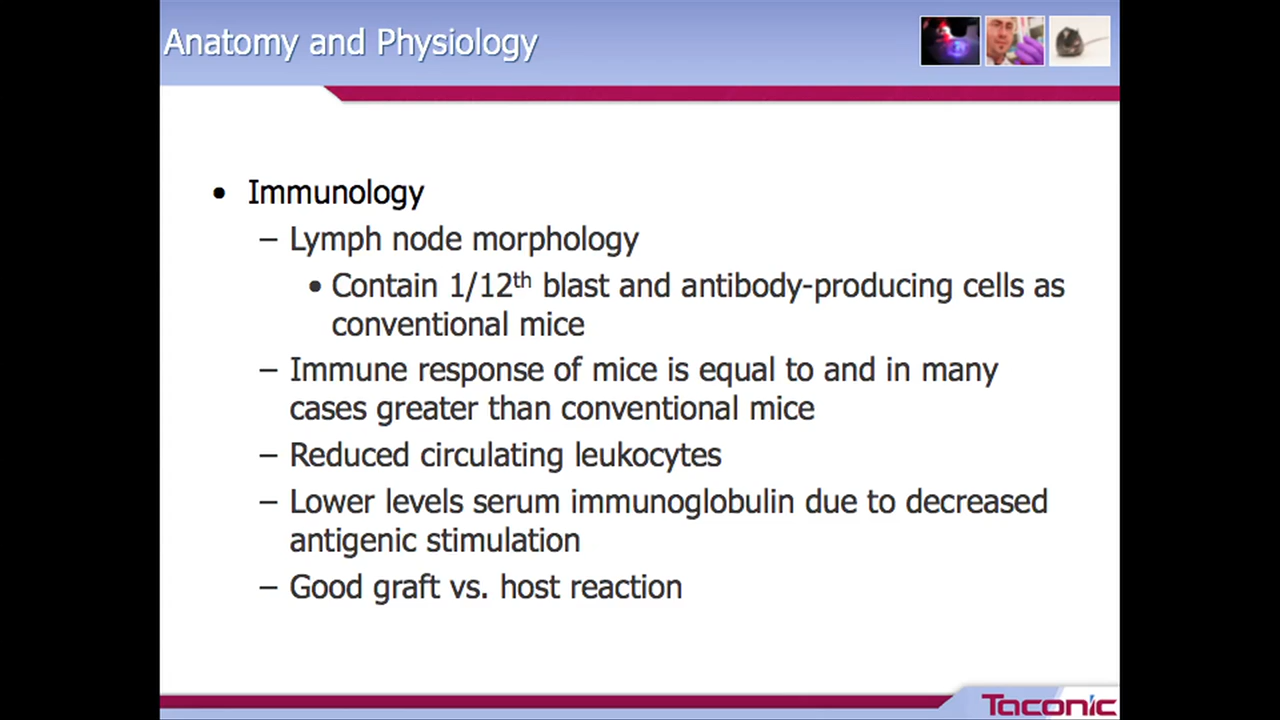 Anatomy and Physiology
• Immunology
– Lymph node morphology
• Contain 1/12th blast and antibody-producing cells as
conventional mice
– Immune response of mice is equal to and in many
cases greater than conventional mice
– Reduced circulating leukocytes
– Lower levels serum immunoglobulin due to decreased
antigenic stimulation
– Good graft vs. host reaction
Taconic